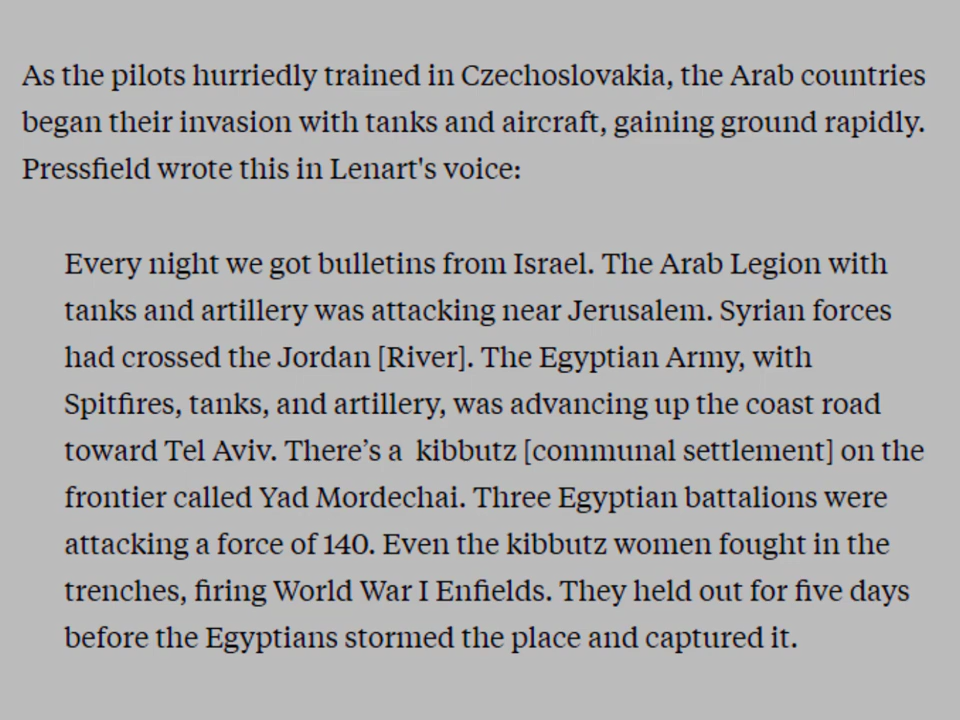 As the pilots hurriedly trained in Czechoslovakia, the Arab countries
began their invasion with tanks and aircraft, gaining ground rapidly.
Pressfield wrote this in Lenart's voice:
Every night we got bulletins from Israel. The Arab Legion with
tanks and artillery was attacking near Jerusalem. Syrian forces
had crossed the Jordan [River]. The Egyptian Army, with
Spitfires, tanks, and artillery, was advancing up the coast road
toward Tel Aviv. There’s a  kibbutz [communal settlement] on the
frontier called Yad Mordechai. Three Egyptian battalions were
attacking a force of 140. Even the kibbutz women fought in the
trenches, firing World War I Enfields. They held out for five days
before the Egyptians stormed the place and captured it.